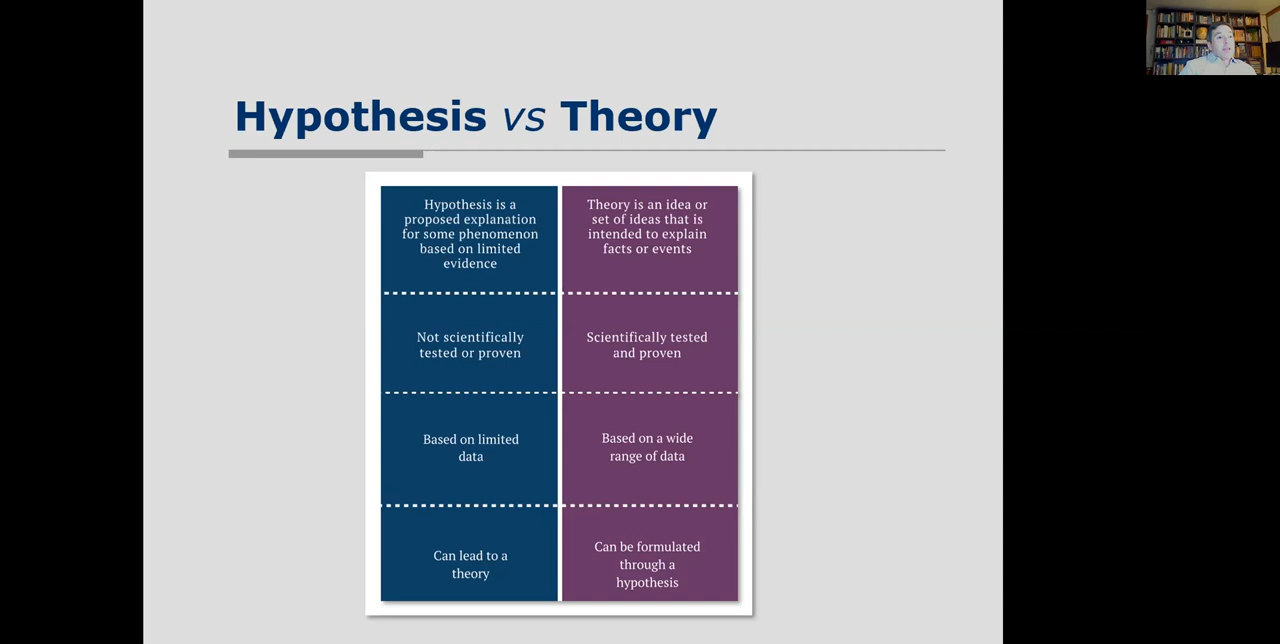 Hypothesis vs Theory
Hypothesis is a
proposed explanation
for some phenomenon
based on limited
evidence
Theory is an idea or
set of ideas that is
intended to explain
facts or events
Not scientifically
tested or proven
Scientifically tested
and proven
Based on limited
data
Based on a wide
range of data
Can lead to a
theory
Can be formulated
through a
hypothesis